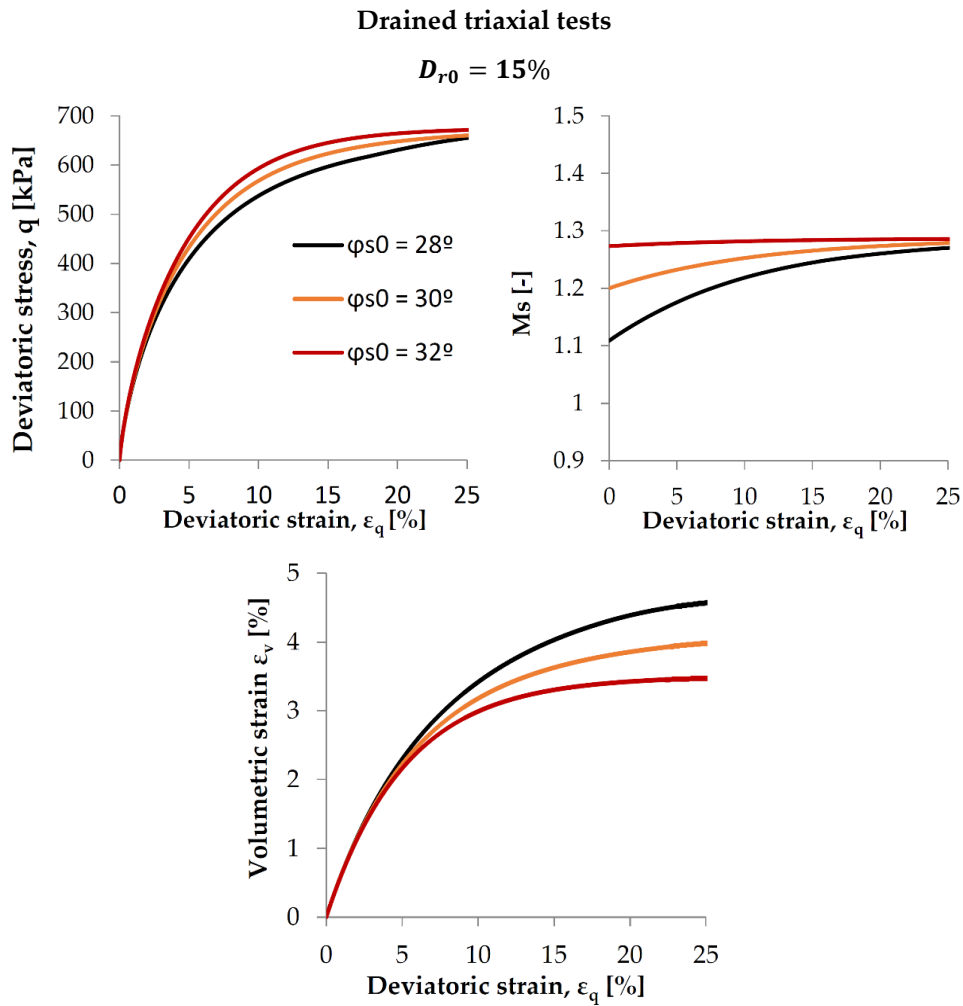 Drained triaxial tests
D_{r0} = 15%
Deviatoric stress, q [kPa]
700
600
500
400
300
200
100
0
φs0 = 28º
φs0 = 30º
φs0 = 32º
0 5 10 15 20 25
Deviatoric strain, ε_q [%]
Ms [-]
1.5
1.4
1.3
1.2
1.1
1
0.9
0 5 10 15 20 25
Deviatoric strain, ε_q [%]
Volumetric strain ε_v [%]
5
4
3
2
1
0
0 5 10 15 20 25
Deviatoric strain, ε_q [%]